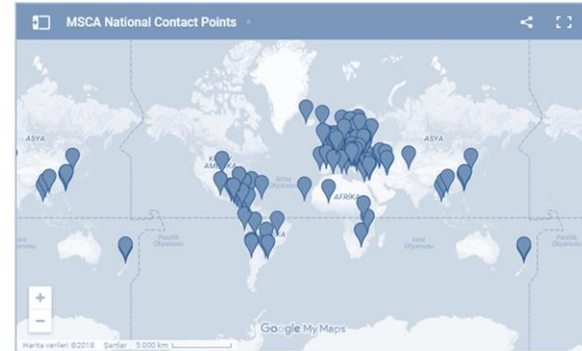 MSCA National Contact Points
ASYA
ASYA
AFRİKA
Pasifik
Okyanusu
Hint
Okyanusu
Pasifik
Okyanusu
+
−
Google My Maps
Harita verileri ©2018 Şartlar 5.000 km